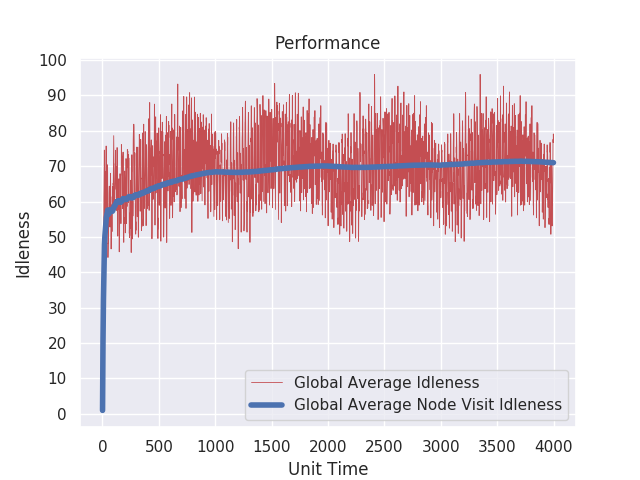 Performance
100
90
80
70
60
50
40
30
20
10
0
Idleness
Global Average Idleness
Global Average Node Visit Idleness
0 500 1000 1500 2000 2500 3000 3500 4000
Unit Time